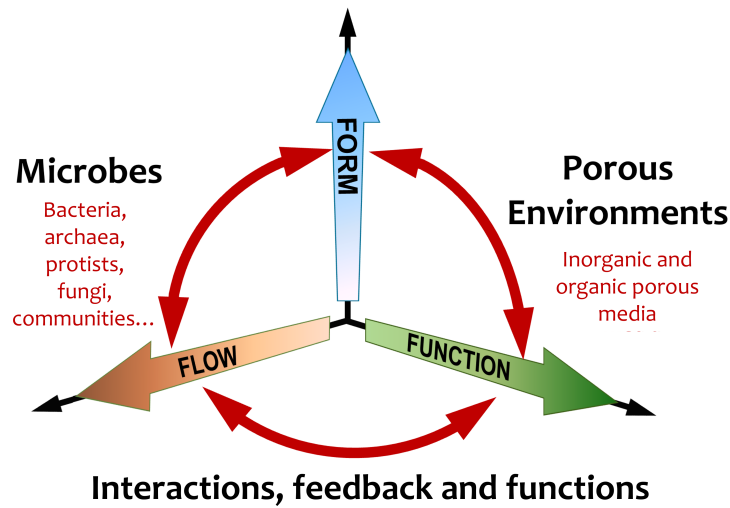 FORM
Microbes
Bacteria,
archaea,
protists,
fungi,
communities…
Porous
Environments
Inorganic and
organic porous
media
FLOW
FUNCTION
Interactions, feedback and functions